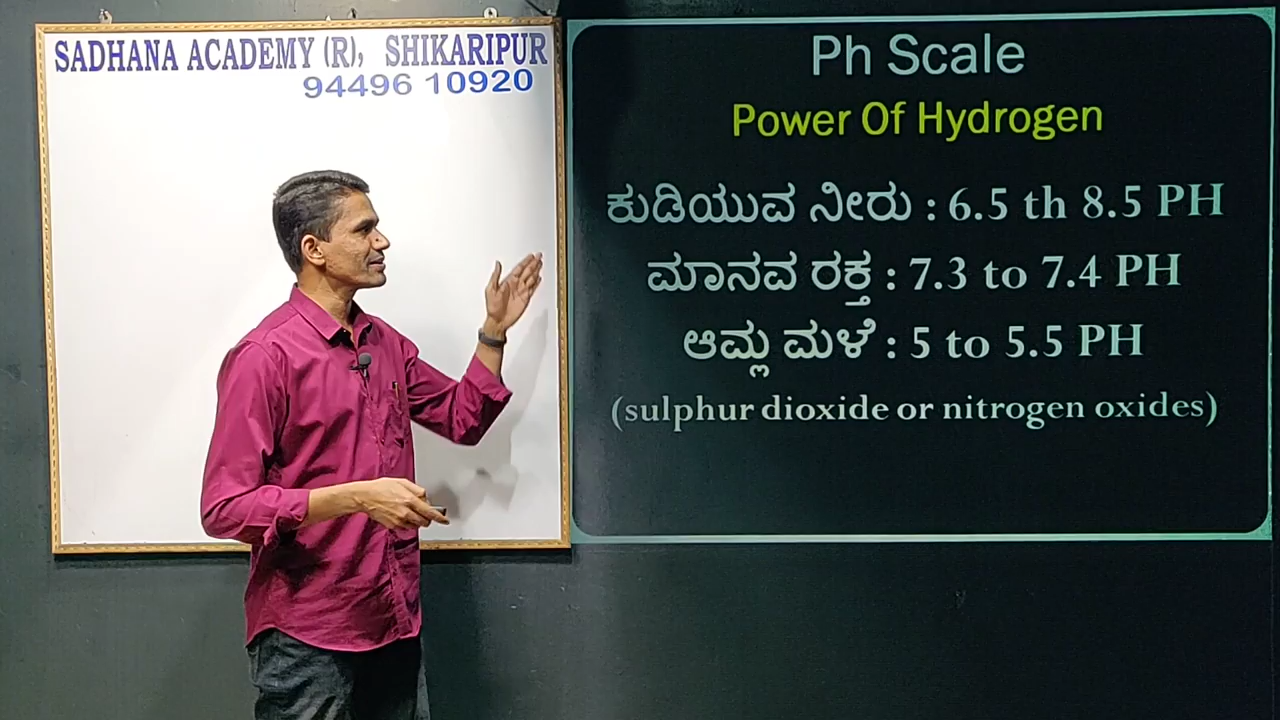 SADHANA ACADEMY (R), SHIKARIPUR
94496 10920
Ph Scale
Power Of Hydrogen
ಕುಡಿಯುವ ನೀರು : 6.5 th 8.5 PH
ಮಾನವ ರಕ್ತ : 7.3 to 7.4 PH
ಆಮ್ಲ ಮಳೆ : 5 to 5.5 PH
(sulphur dioxide or nitrogen oxides)